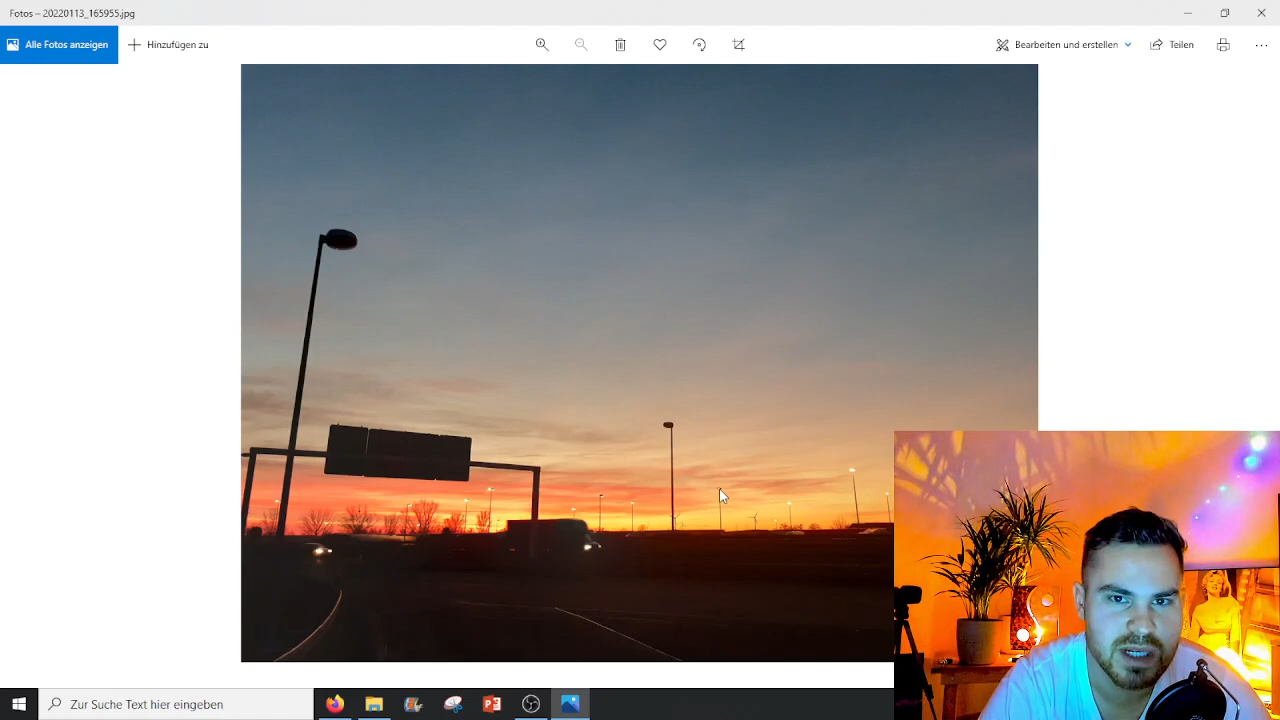 Fotos – 20220113_165955.jpg
Alle Fotos anzeigen
Hinzufügen zu
Bearbeiten und erstellen
Teilen
Zur Suche Text hier eingeben